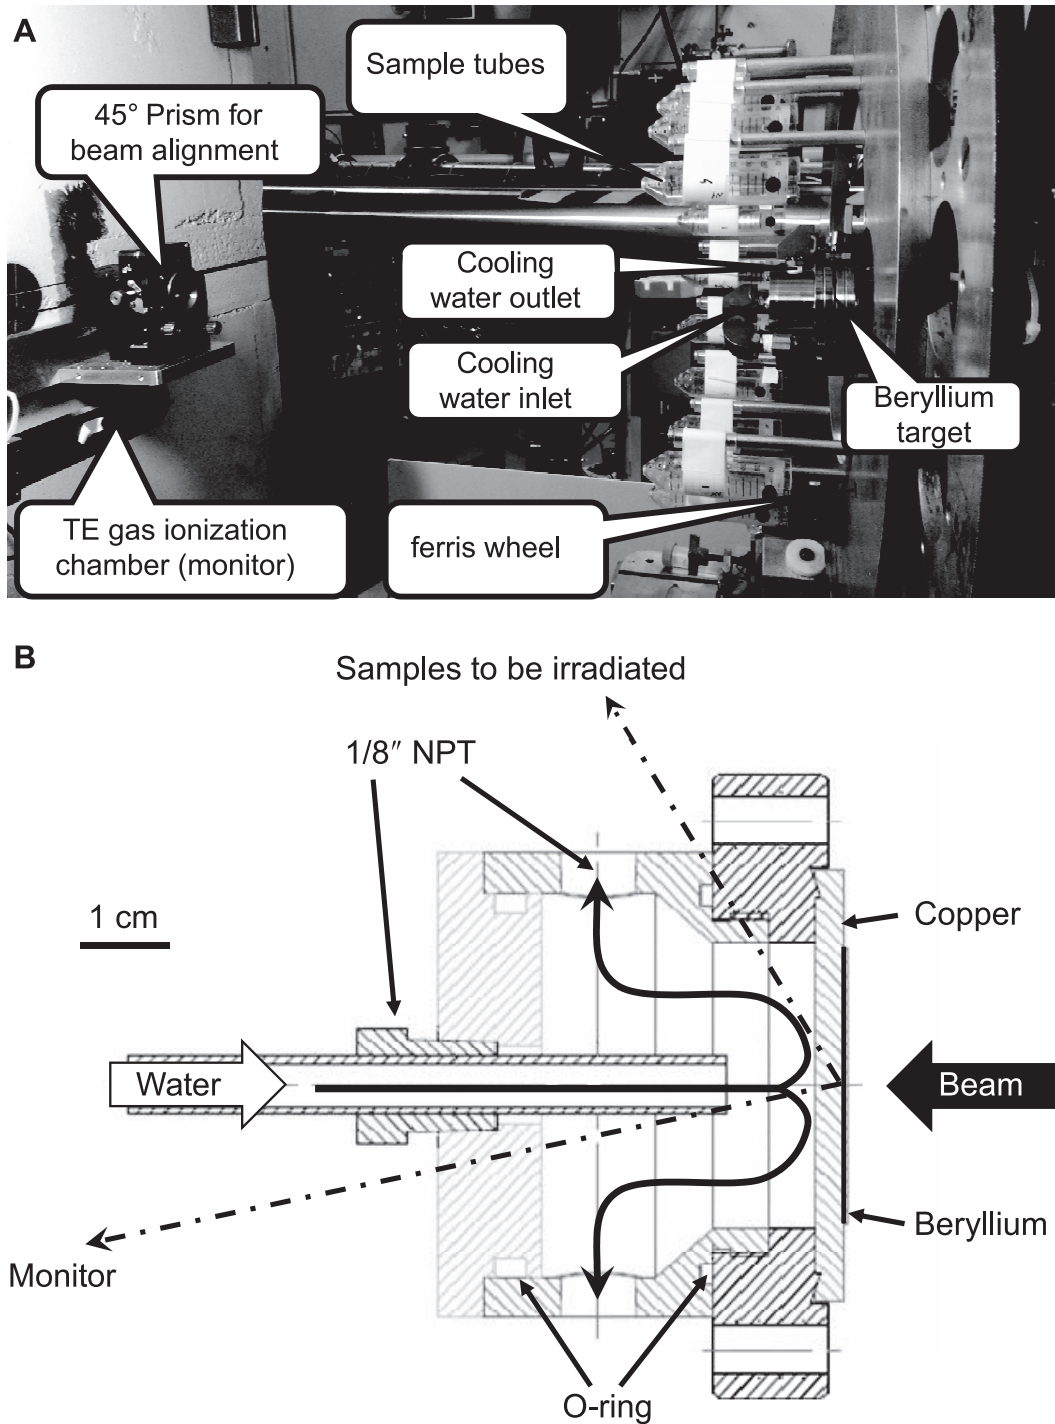 A
Sample tubes
45° Prism for
beam alignment
Cooling
water outlet
Cooling
water inlet
Beryllium
target
TE gas ionization
chamber (monitor)
ferris wheel
B
Samples to be irradiated
1/8″ NPT
1 cm
Copper
Water
Beam
Beryllium
Monitor
O-ring